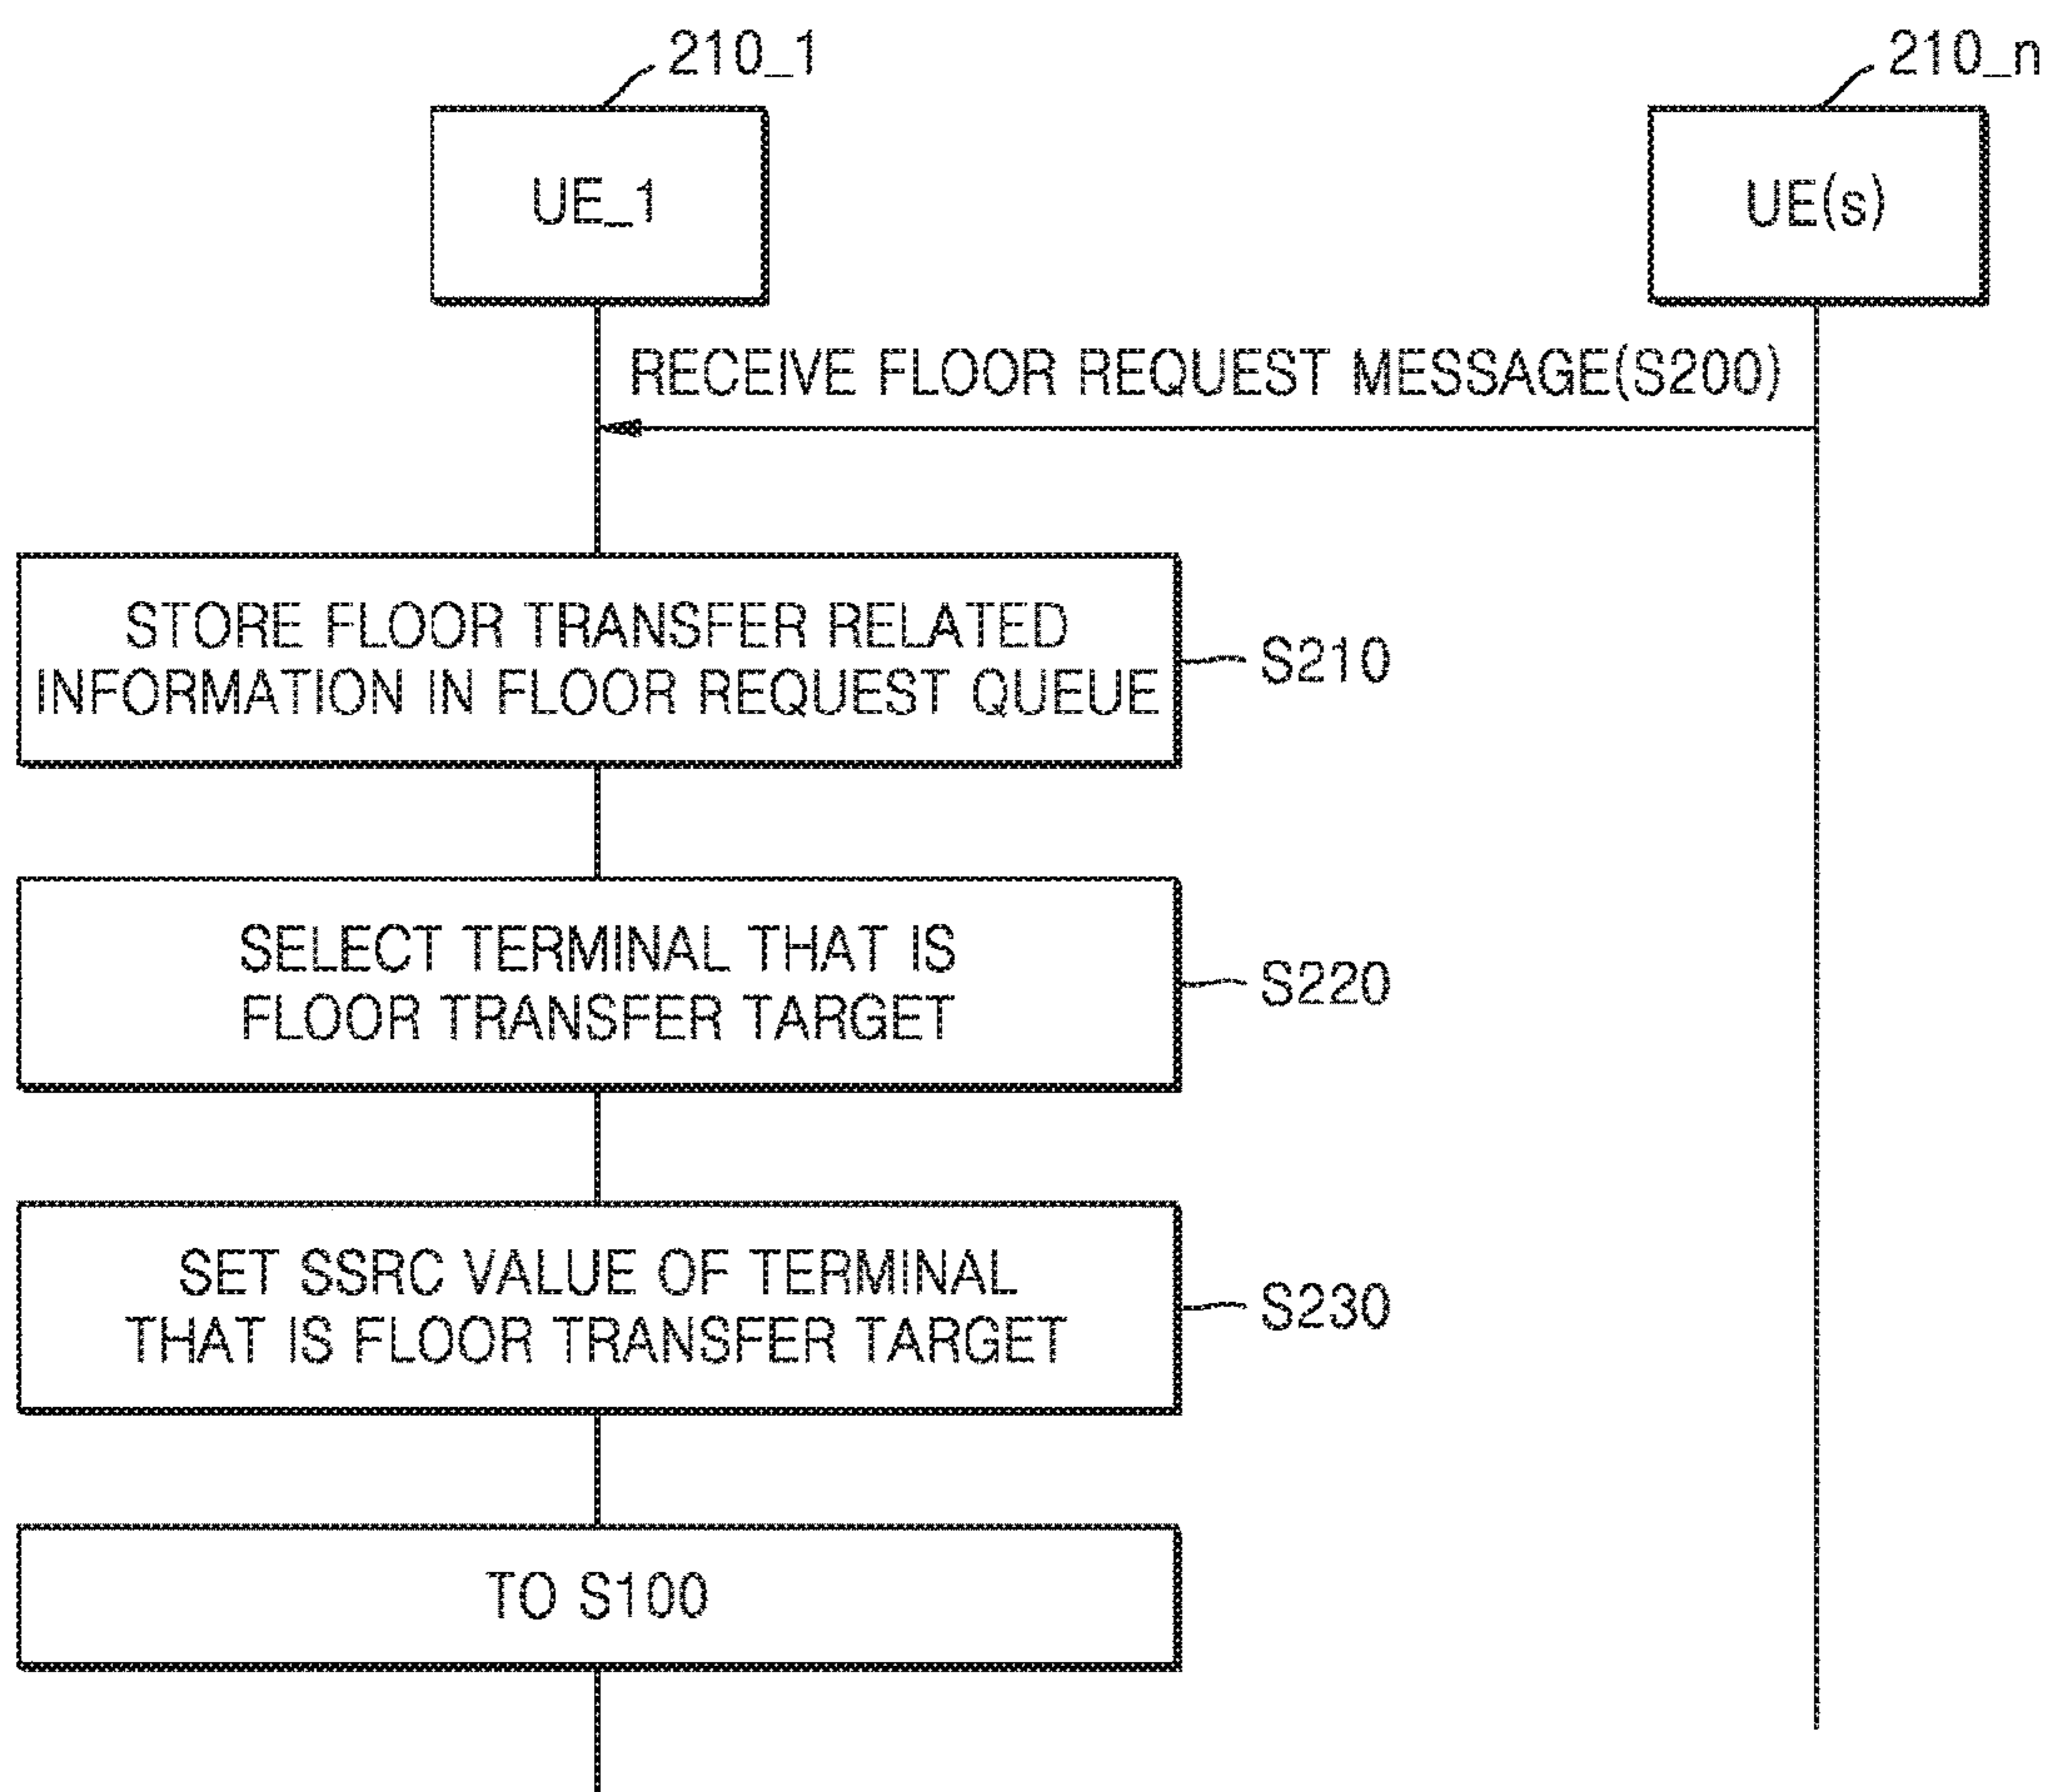 210_1
210_n
UE_1
UE(s)
RECEIVE FLOOR REQUEST MESSAGE(S200)
STORE FLOOR TRANSFER RELATED
INFORMATION IN FLOOR REQUEST QUEUE
S210
SELECT TERMINAL THAT IS
FLOOR TRANSFER TARGET
S220
SET SSRC VALUE OF TERMINAL
THAT IS FLOOR TRANSFER TARGET
S230
TO S100